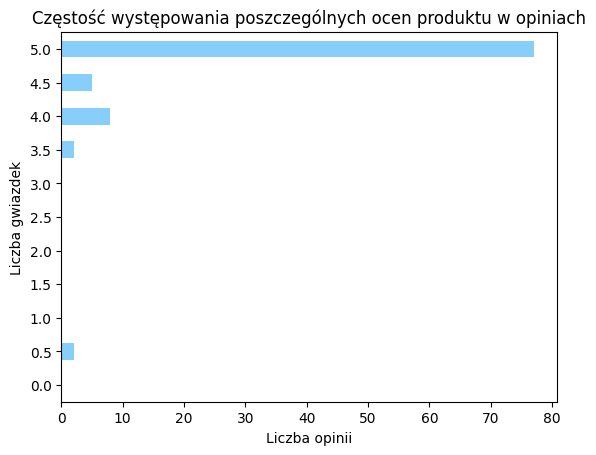 Częstość występowania poszczególnych ocen produktu w opiniach
5.0
4.5
4.0
3.5
3.0
2.5
2.0
1.5
1.0
0.5
0.0
Liczba gwiazdek
0 10 20 30 40 50 60 70 80
Liczba opinii